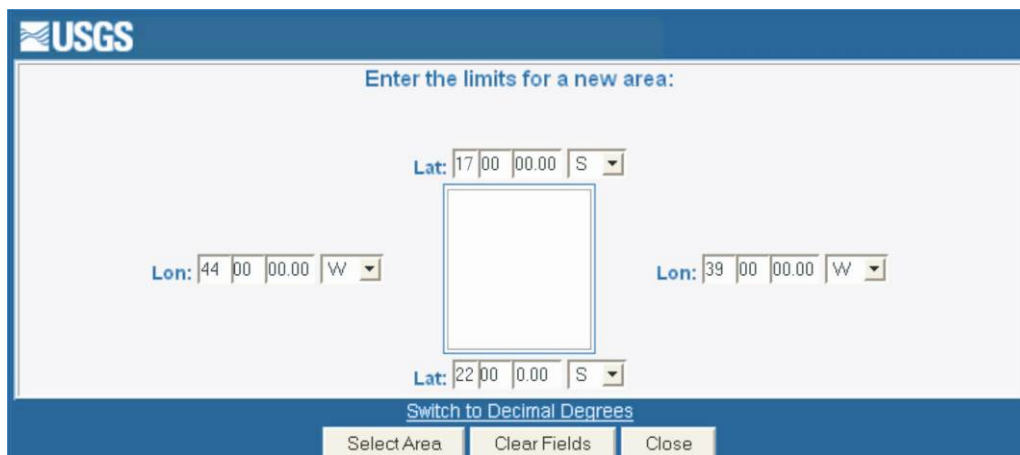 USGS
Enter the limits for a new area:
Lat: 17 00 00.00 S
Lon: 44 00 00.00 W
Lon: 39 00 00.00 W
Lat: 22 00 0.00 S
Switch to Decimal Degrees
Select Area Clear Fields Close